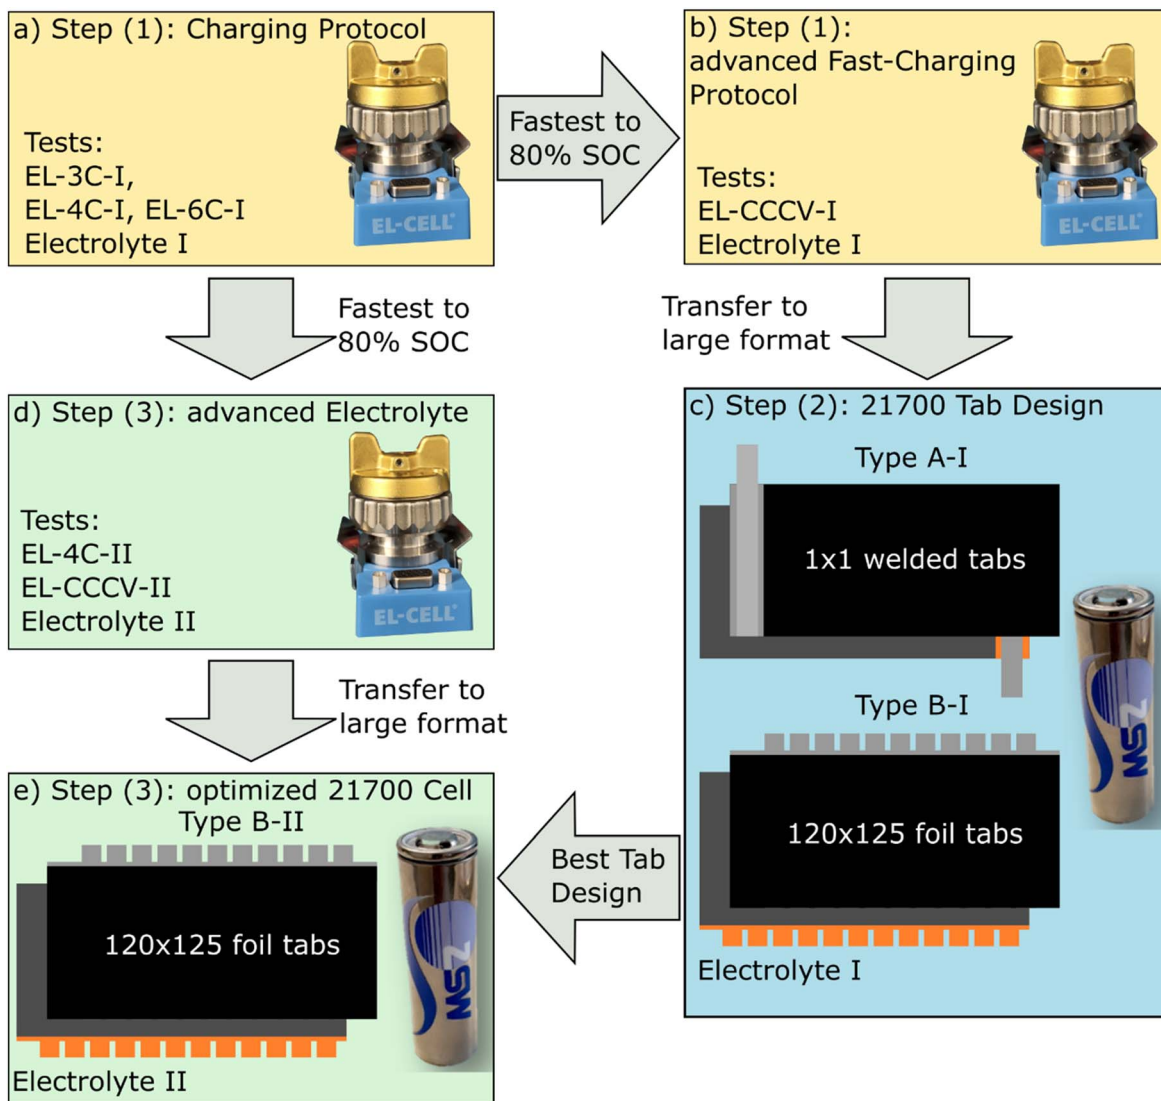 a) Step (1): Charging Protocol
Tests:
EL-3C-I,
EL-4C-I, EL-6C-I
Electrolyte I
EL-CELL®
Fastest to
80% SOC
b) Step (1):
advanced Fast-Charging
Protocol
Tests:
EL-CCCV-I
Electrolyte I
EL-CELL®
Fastest to
80% SOC
Transfer to
large format
d) Step (3): advanced Electrolyte
Tests:
EL-4C-II
EL-CCCV-II
Electrolyte II
EL-CELL®
c) Step (2): 21700 Tab Design
Type A-I
1x1 welded tabs
Type B-I
120x125 foil tabs
Electrolyte I
ZSW
Transfer to
large format
Best Tab
Design
e) Step (3): optimized 21700 Cell
Type B-II
120x125 foil tabs
Electrolyte II
ZSW